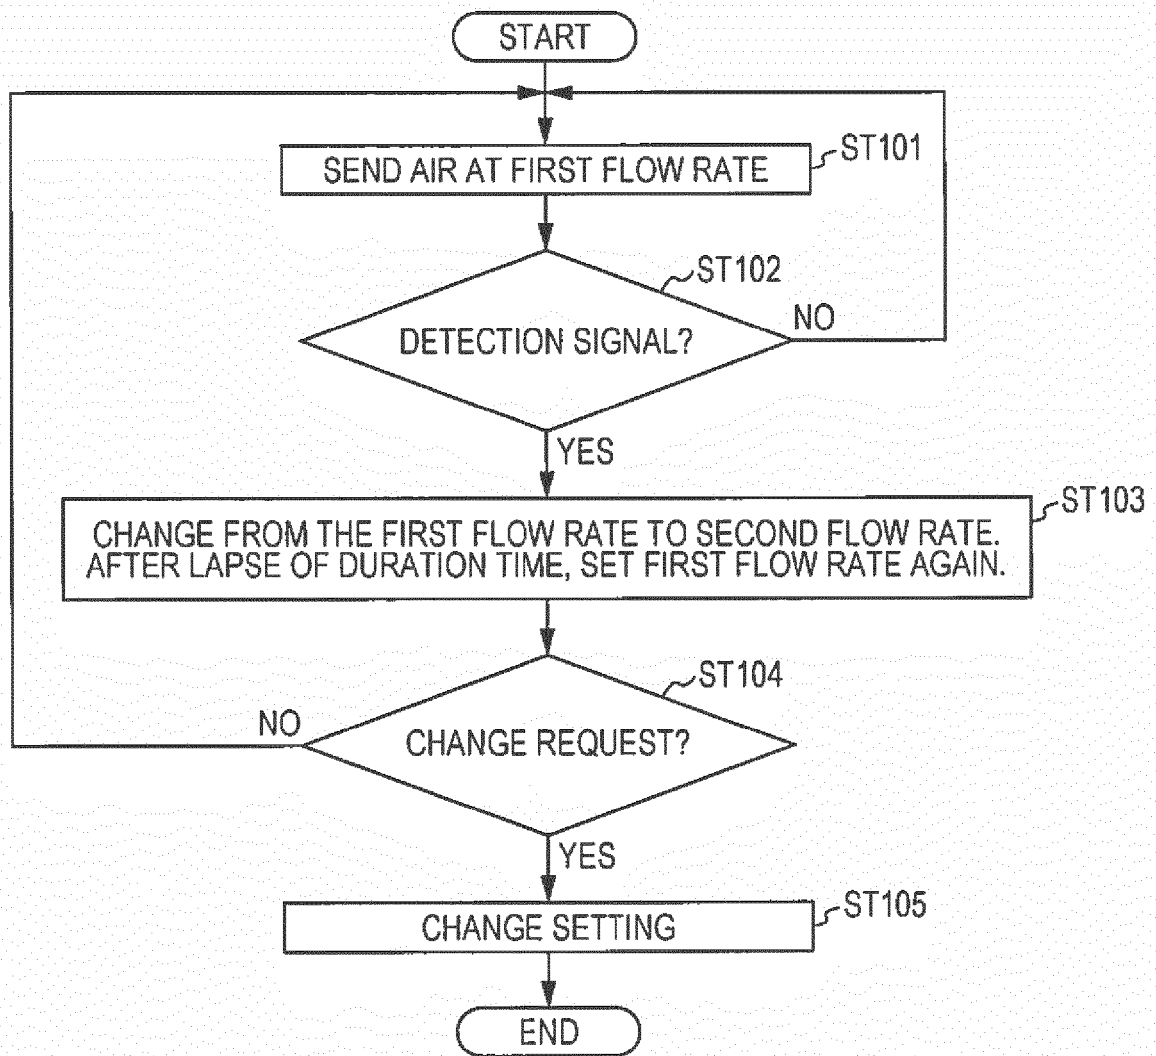 START
SEND AIR AT FIRST FLOW RATE
ST101
ST102
DETECTION SIGNAL?
NO
YES
ST103
CHANGE FROM THE FIRST FLOW RATE TO SECOND FLOW RATE.
AFTER LAPSE OF DURATION TIME, SET FIRST FLOW RATE AGAIN.
ST104
NO
CHANGE REQUEST?
YES
ST105
CHANGE SETTING
END